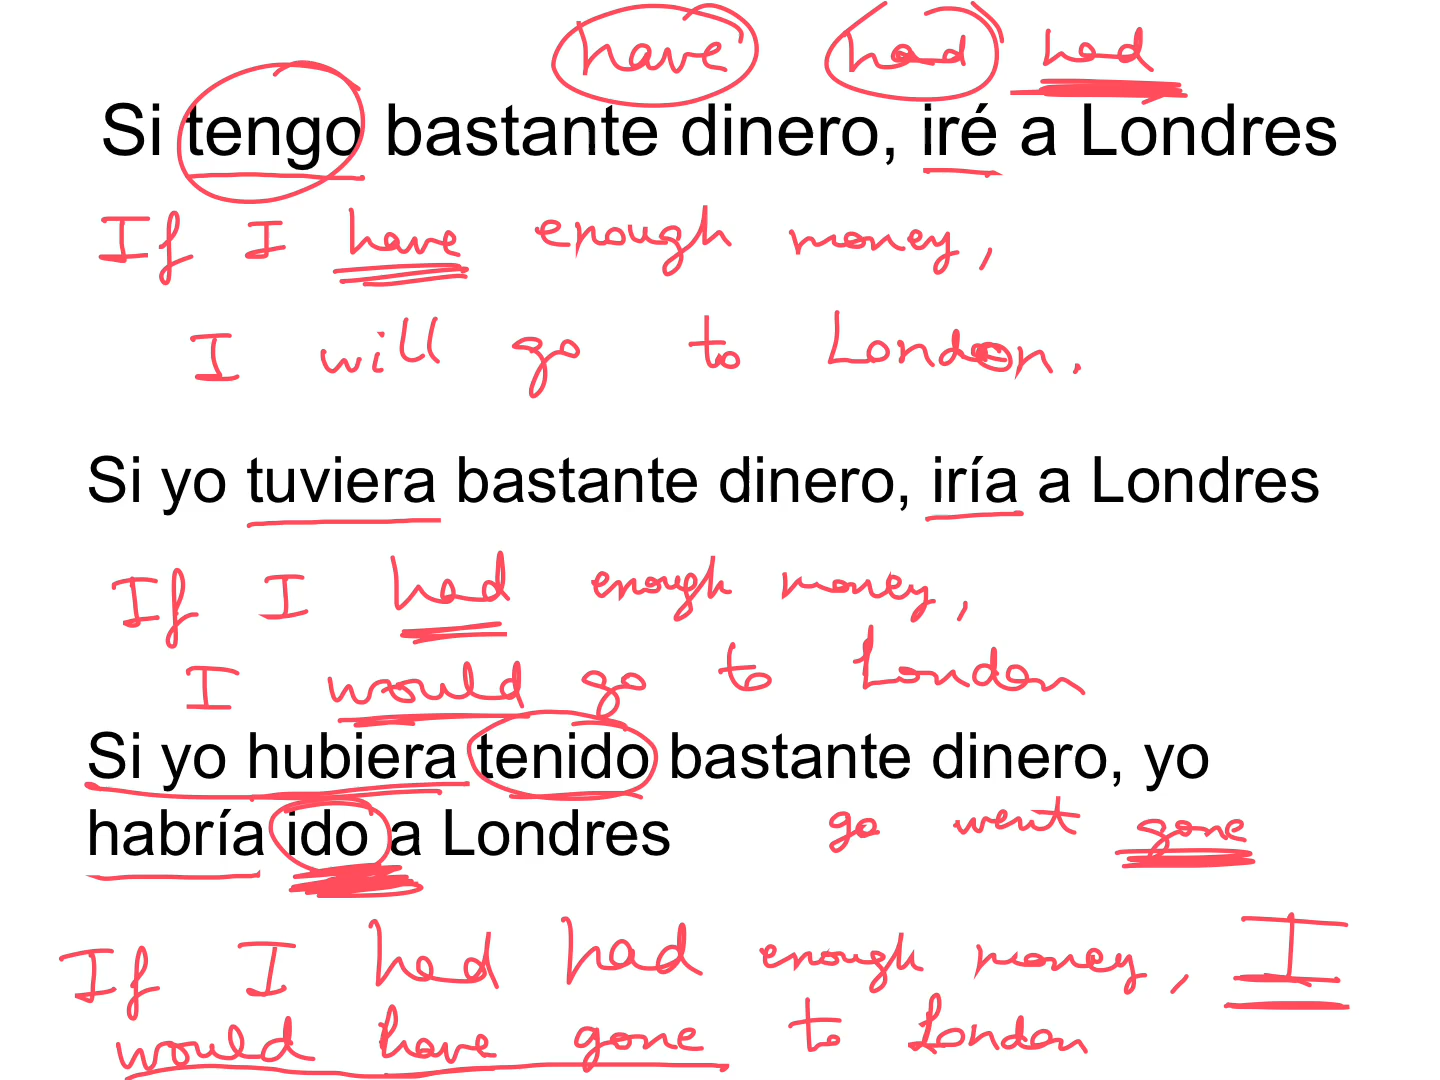 have had had
Si tengo bastante dinero, iré a Londres
If I have enough money,
I will go to London.
Si yo tuviera bastante dinero, iría a Londres
If I had enough money,
I would go to London
Si yo hubiera tenido bastante dinero, yo
habría ido a Londres
go went gone
If I had had enough money, I
would have gone to London